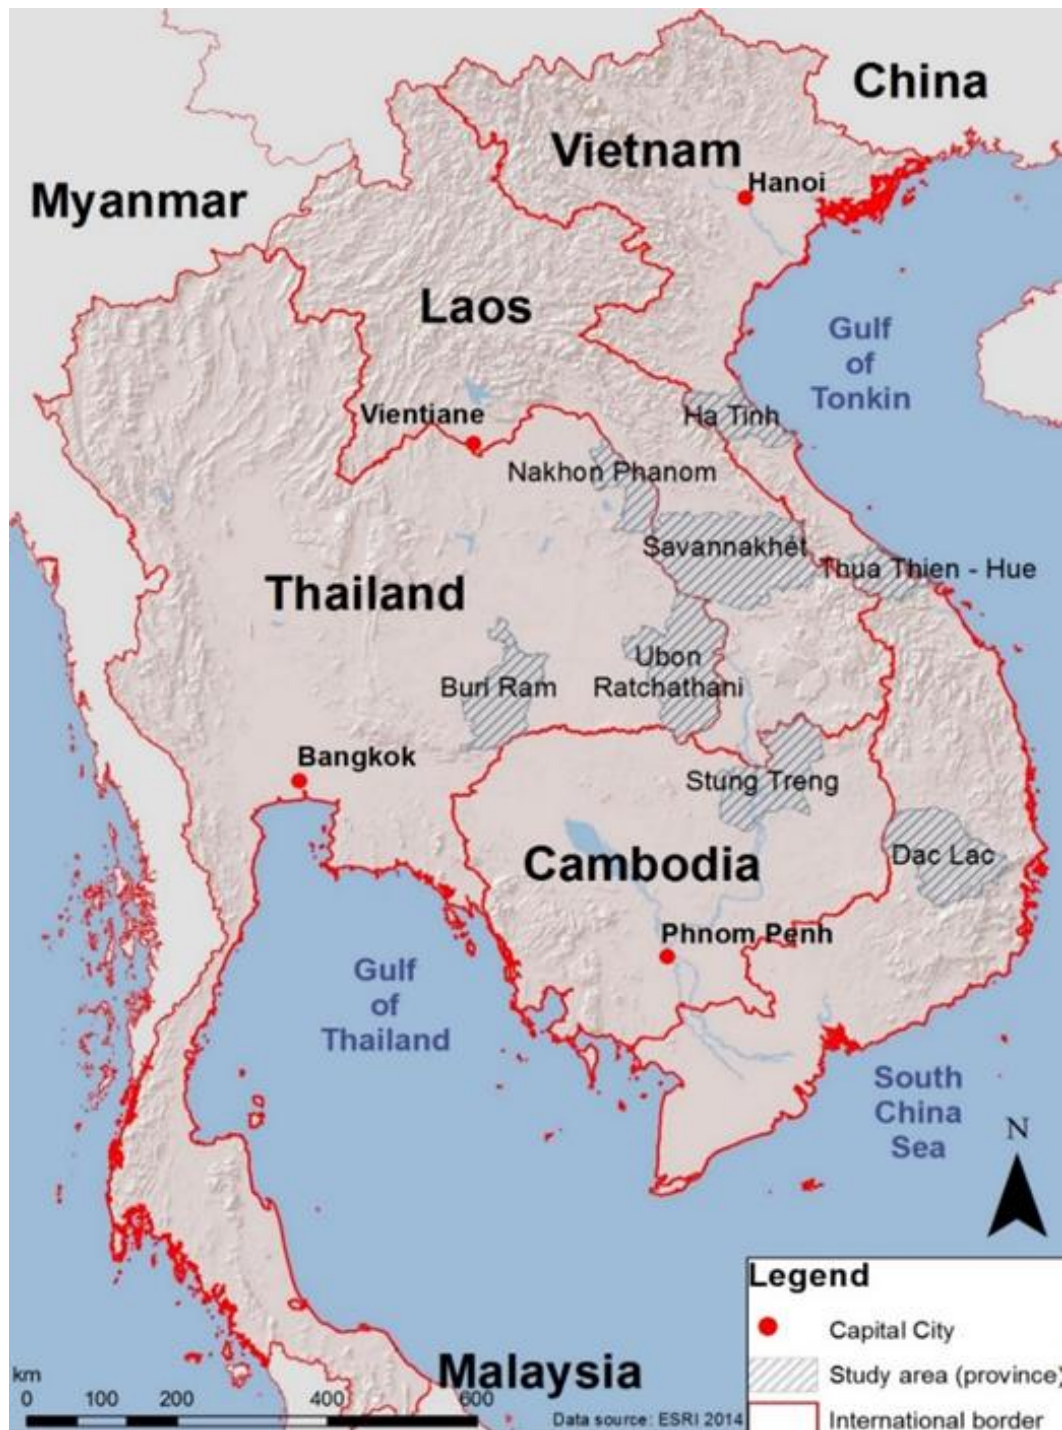 China
Vietnam
Hanoi
Myanmar
Laos
Gulf
of
Tonkin
Vientiane
Ha Tinh
Nakhon Phanom
Savannakhet
Thua Thien - Hue
Thailand
Ubon
Ratchathani
Buri Ram
Bangkok
Stung Treng
Cambodia
Dac Lac
Phnom Penh
Gulf
of
Thailand
South
China
Sea
N
Legend
Capital City
Study area (province)
International border
Malaysia
km
0 100 200 400 600
Data source: ESRI 2014